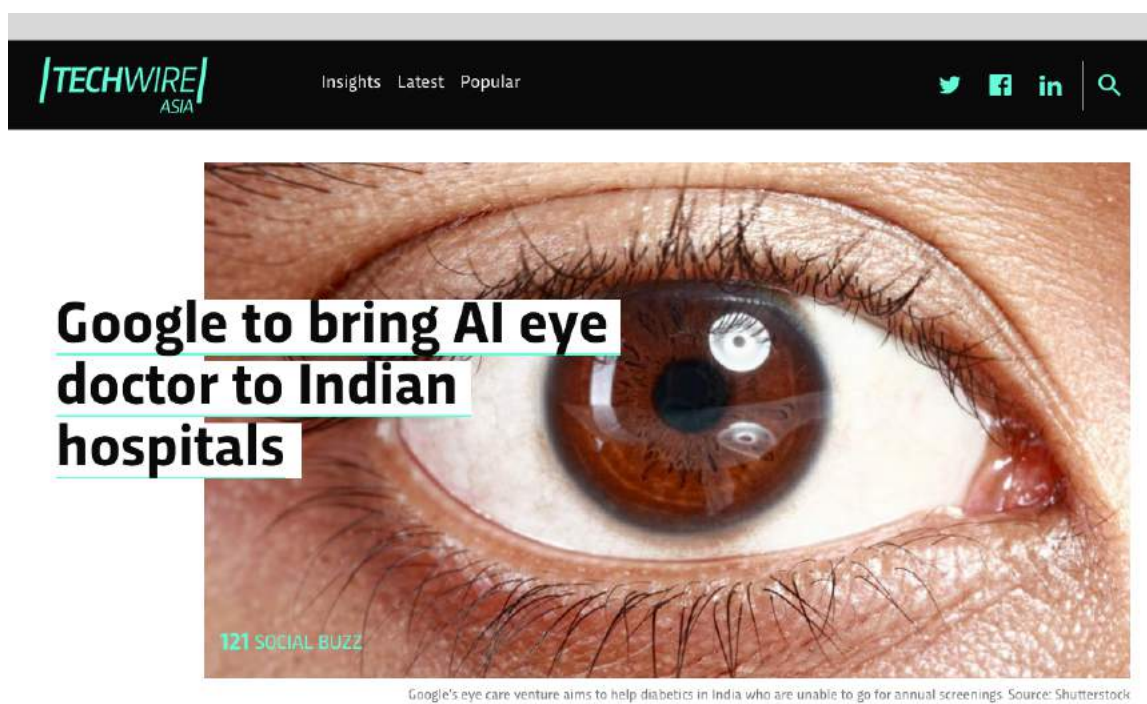 TECHWIRE
ASIA
Insights Latest Popular
in
Google to bring AI eye
doctor to Indian
hospitals
121 SOCIAL BUZZ
Google's eye care venture aims to help diabetics in India who are unable to go for annual screenings. Source: Shutterstock